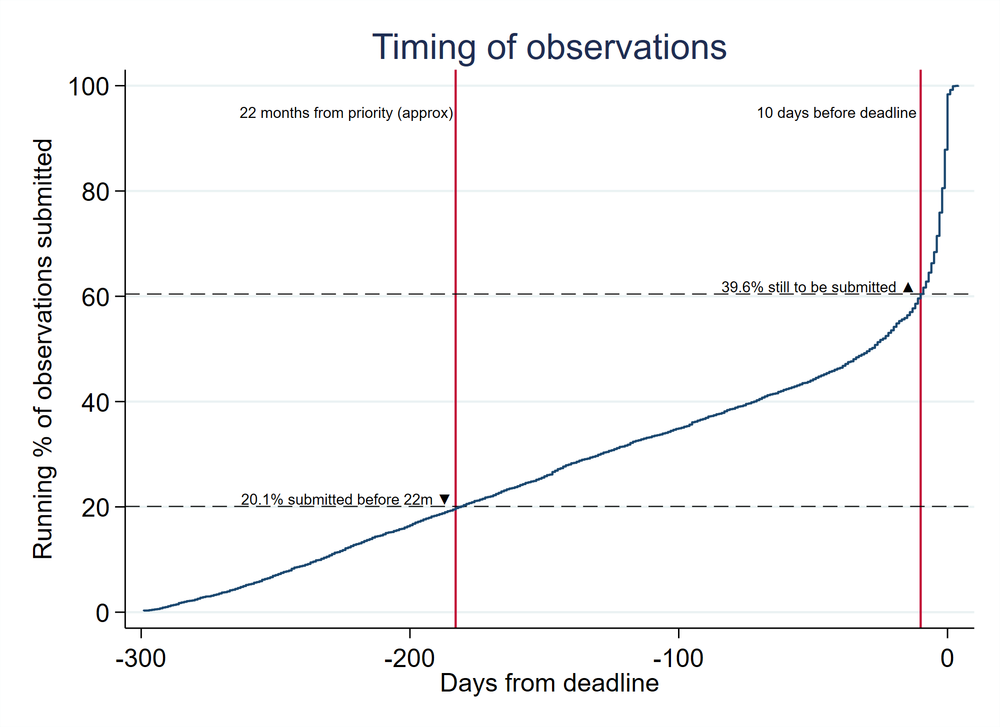 Timing of observations
Running % of observations submitted
100
80
60
40
20
0
22 months from priority (approx)
10 days before deadline
39.6% still to be submitted ▲
20.1% submitted before 22m ▼
-300
-200
-100
0
Days from deadline